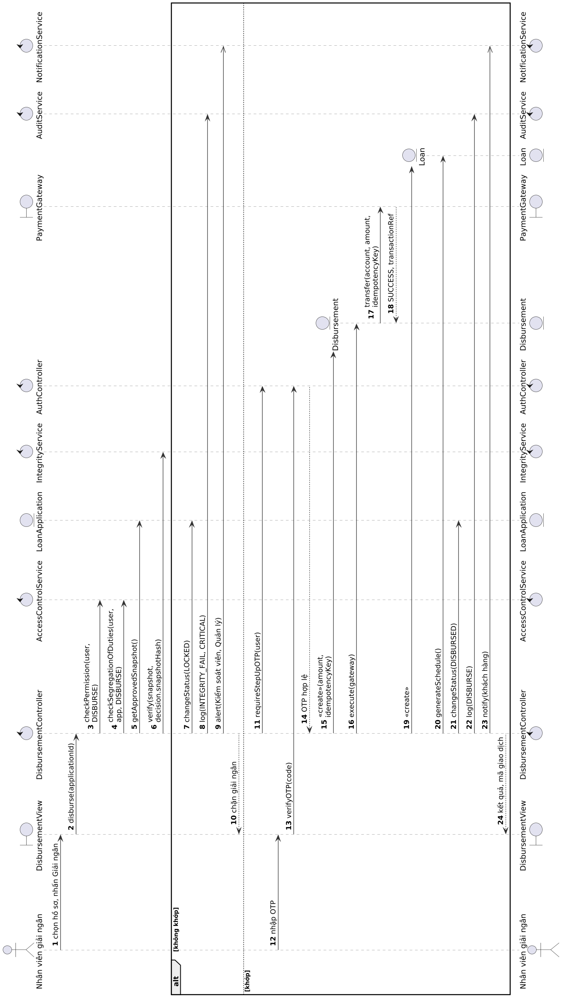 Nhân viên giải ngân
DisbursementView
DisbursementController
AccessControlService
LoanApplication
IntegrityService
AuthController
PaymentGateway
AuditService
NotificationService
1 chọn hồ sơ, nhấn Giải ngân
2 disburse(applicationId)
3 checkPermission(user,
DISBURSE)
4 checkSegregationOfDuties(user,
app, DISBURSE)
5 getApprovedSnapshot()
6 verify(snapshot,
decision.snapshotHash)
alt
[không khớp]
7 changeStatus(LOCKED)
8 log(INTEGRITY_FAIL, CRITICAL)
9 alert(Kiểm soát viên, Quản lý)
10 chặn giải ngân
[khớp]
11 requireStepUpOTP(user)
12 nhập OTP
13 verifyOTP(code)
14 OTP hợp lệ
15 «create»(amount,
idempotencyKey)
Disbursement
16 execute(gateway)
17 transfer(account, amount,
idempotencyKey)
18 SUCCESS, transactionRef
19 «create»
Loan
20 generateSchedule()
21 changeStatus(DISBURSED)
22 log(DISBURSE)
23 notify(khách hàng)
24 kết quả, mã giao dịch
Nhân viên giải ngân
DisbursementView
DisbursementController
AccessControlService
LoanApplication
IntegrityService
AuthController
Disbursement
PaymentGateway
Loan
AuditService
NotificationService